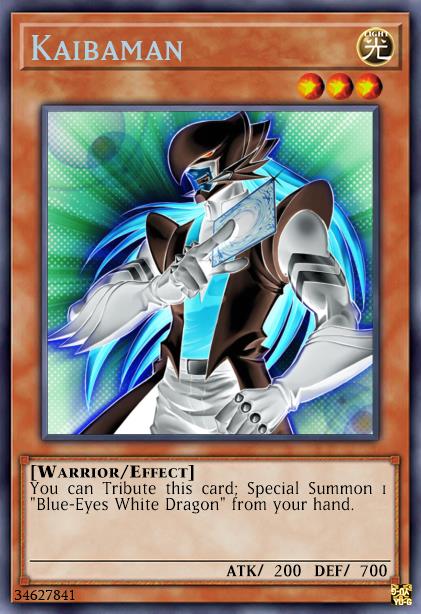 Kaibaman
LIGHT
光
[Warrior/Effect]
You can Tribute this card; Special Summon 1
"Blue-Eyes White Dragon" from your hand.
ATK/ 200 DEF/ 700
34627841